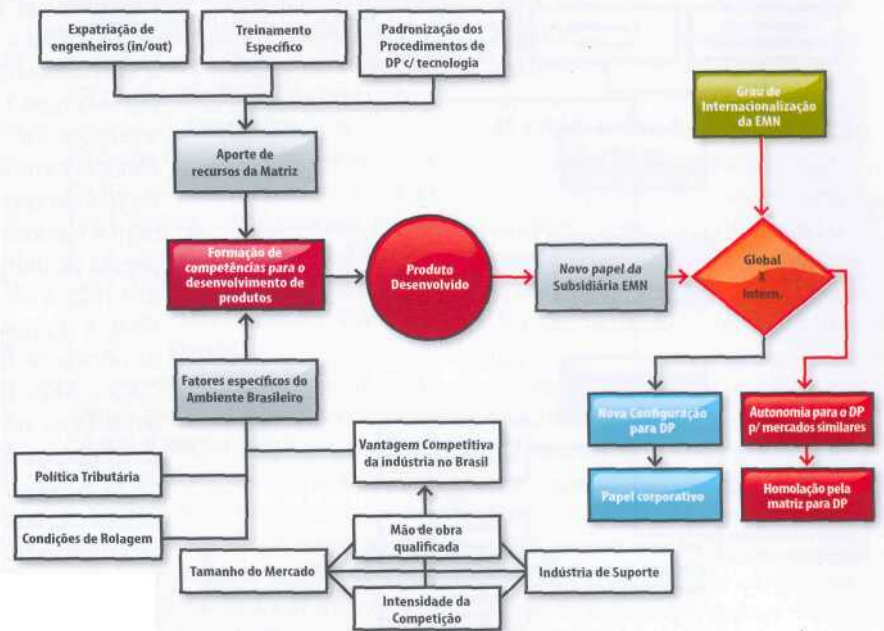 Expatriação de
engenheiros (in/out)
Treinamento
Específico
Padronização dos
Procedimentos de
DP c/ tecnologia
Grau de
Internacionalização
da EMN
Aporte de
recursos da Matriz
Formação de
competências para o
desenvolvimento de
produtos
Produto
Desenvolvido
Novo papel da
Subsidiária EMN
Global
X
Intern.
Fatores específicos do
Ambiente Brasileiro
Nova Configuração
para DP
Autonomia para o DP
p/ mercados similares
Vantagem Competitiva
da indústria no Brasil
Política Tributária
Papel corporativo
Homolação pela
matriz para DP
Condições de Rolagem
Mão de obra
qualificada
Tamanho do Mercado
Indústria de Suporte
Intensidade da
Competição